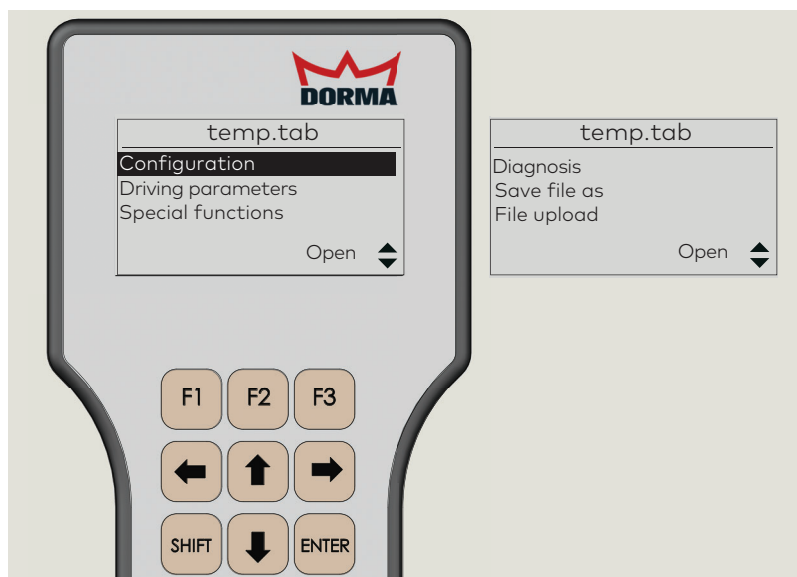 DORMA
temp.tab
Configuration
Driving parameters
Special functions
Open
temp.tab
Diagnosis
Save file as
File upload
Open
F1 F2 F3
SHIFT ENTER